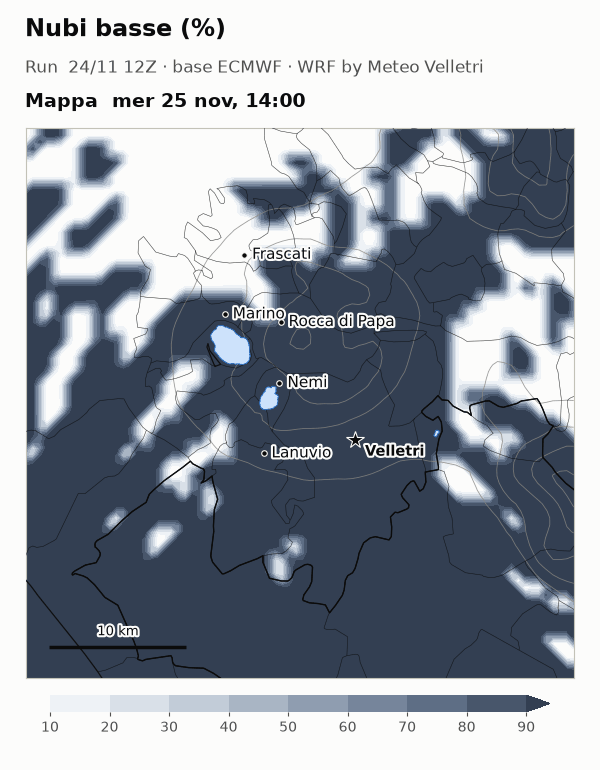 Nubi basse (%)
Run 24/11 12Z · base ECMWF · WRF by Meteo Velletri
Mappa mer 25 nov, 14:00
Frascati
Marino
Rocca di Papa
Nemi
Lanuvio
Velletri
10 km
10 20 30 40 50 60 70 80 90